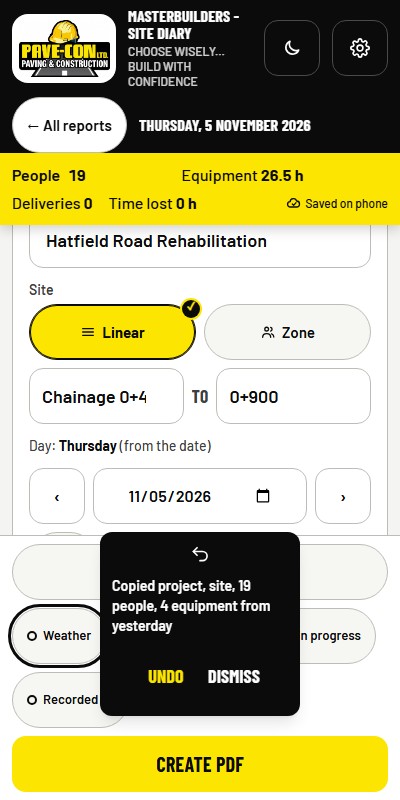 PAVE-CON LTD.
PAVING & CONSTRUCTION
MASTERBUILDERS -
SITE DIARY
CHOOSE WISELY...
BUILD WITH
CONFIDENCE
← All reports
THURSDAY, 5 NOVEMBER 2026
People 19
Equipment 26.5 h
Deliveries 0
Time lost 0 h
Saved on phone
Hatfield Road Rehabilitation
Site
Linear
Zone
Chainage 0+4
TO
0+900
Day: Thursday (from the date)
‹
11/05/2026
›
Copied project, site, 19
people, 4 equipment from
yesterday
UNDO
DISMISS
Weather
n progress
Recorded
CREATE PDF